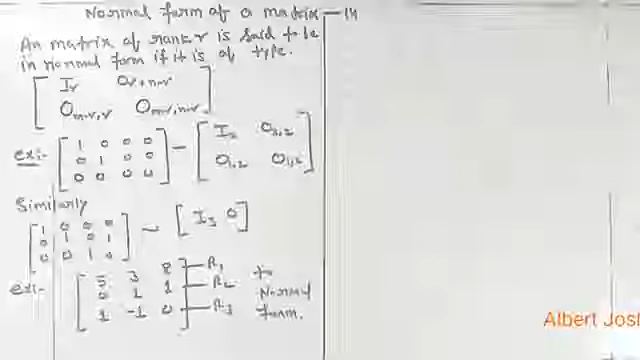 Normal form of a matrix - 14
An matrix of rank r is said to be
in normal form if it is of type.
[ Ir Or,n-r
Om-r,r Om-r,n-r ]
ex:- [ 1 0 0 0
0 1 0 0
0 0 0 0 ] ~ [ I2 O2,2
O1,2 O1,2 ]
Similarly
[ 1 0 0 0
0 1 0 1
0 0 1 0 ] ~ [ I3 0 ]
ex:- [ 5 3 8 ] - R1
0 1 1 - R2
1 -1 0 - R3
to
Normal
form.
Albert Josl